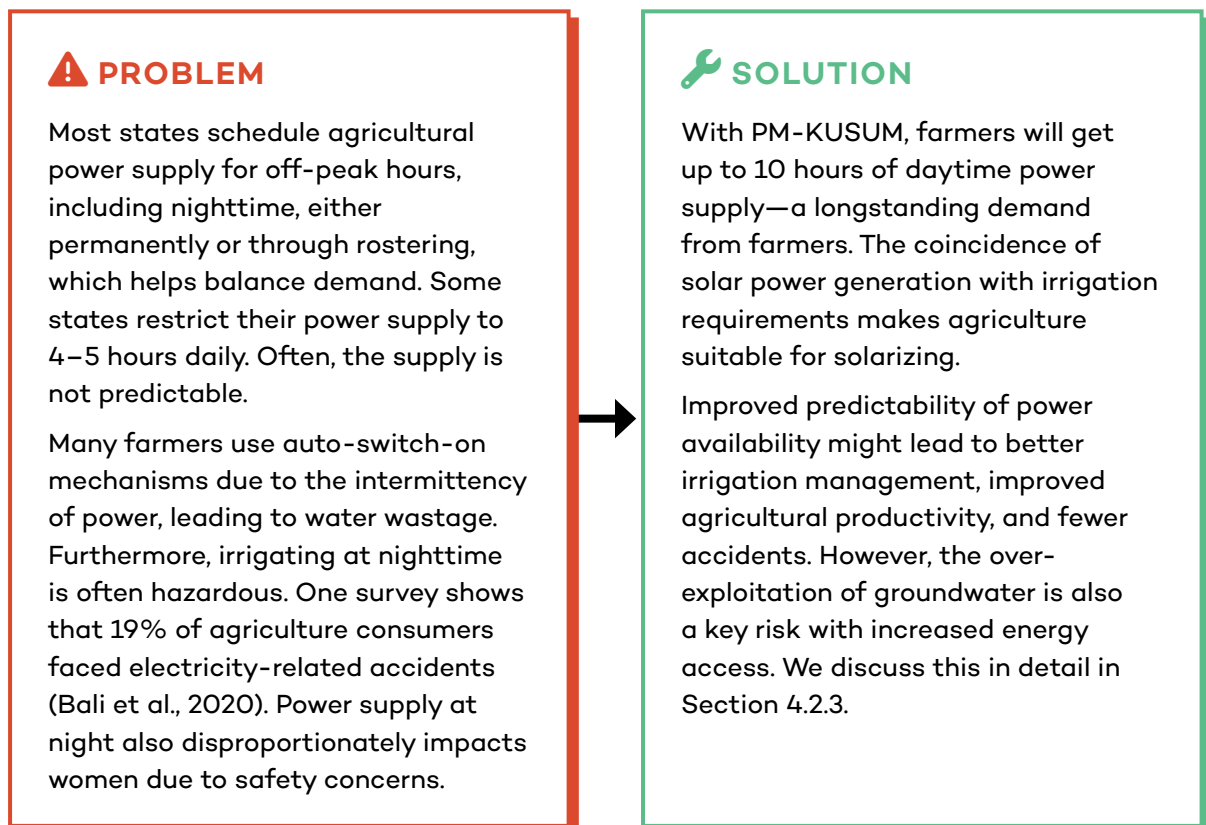 PROBLEM
Most states schedule agricultural
power supply for off-peak hours,
including nighttime, either
permanently or through rostering,
which helps balance demand. Some
states restrict their power supply to
4–5 hours daily. Often, the supply is
not predictable.
Many farmers use auto-switch-on
mechanisms due to the intermittency
of power, leading to water wastage.
Furthermore, irrigating at nighttime
is often hazardous. One survey shows
that 19% of agriculture consumers
faced electricity-related accidents
(Bali et al., 2020). Power supply at
night also disproportionately impacts
women due to safety concerns.
SOLUTION
With PM-KUSUM, farmers will get
up to 10 hours of daytime power
supply—a longstanding demand
from farmers. The coincidence of
solar power generation with irrigation
requirements makes agriculture
suitable for solarizing.
Improved predictability of power
availability might lead to better
irrigation management, improved
agricultural productivity, and fewer
accidents. However, the over-
exploitation of groundwater is also
a key risk with increased energy
access. We discuss this in detail in
Section 4.2.3.